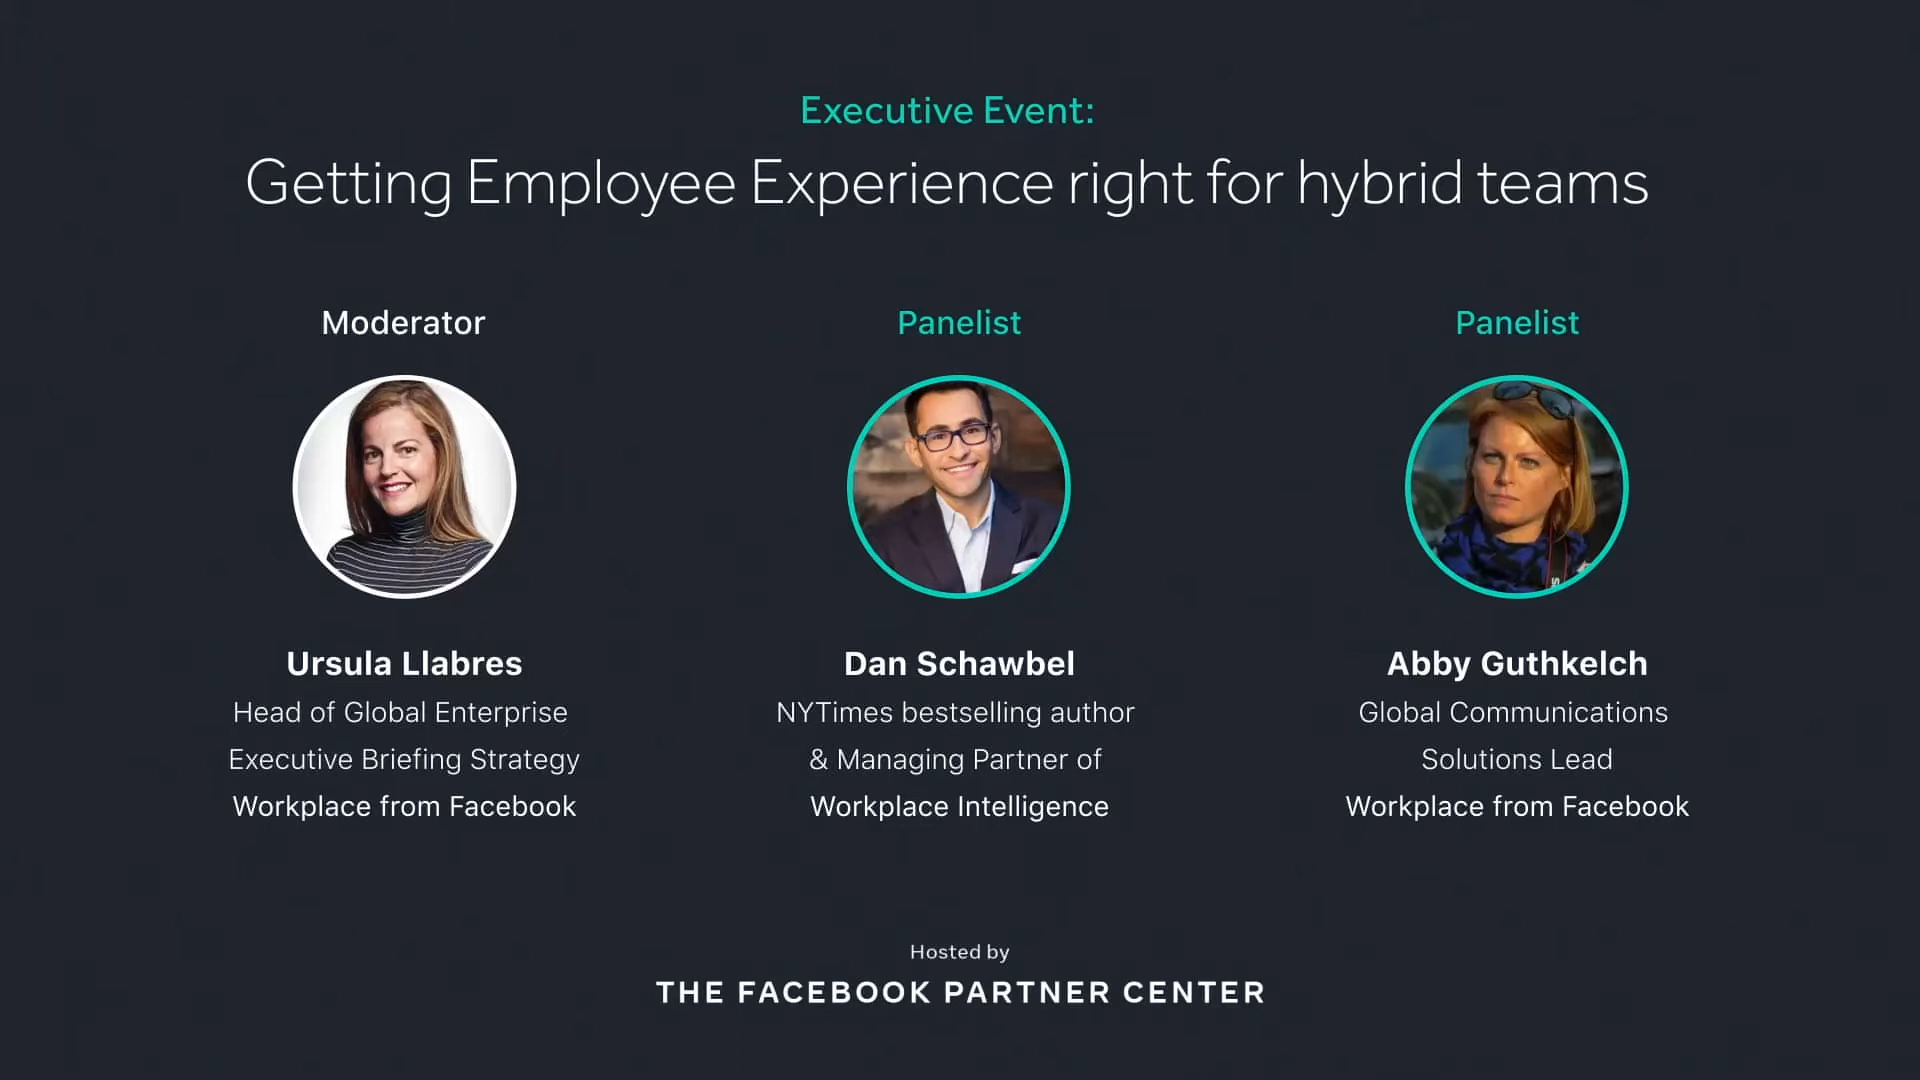 Executive Event:
Getting Employee Experience right for hybrid teams
Moderator
Ursula Llabres
Head of Global Enterprise
Executive Briefing Strategy
Workplace from Facebook
Panelist
Dan Schawbel
NYTimes bestselling author
& Managing Partner of
Workplace Intelligence
Panelist
Abby Guthkelch
Global Communications
Solutions Lead
Workplace from Facebook
Hosted by
THE FACEBOOK PARTNER CENTER